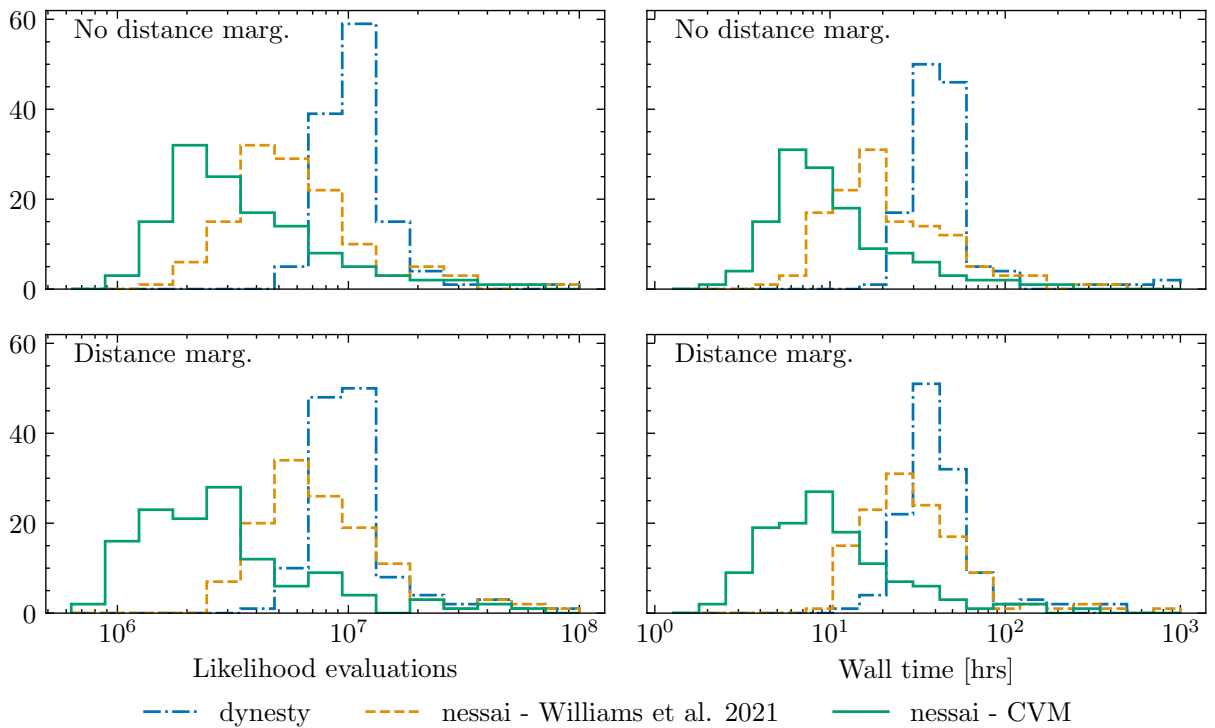 60
40
20
0
No distance marg.
No distance marg.
60
40
20
0
Distance marg.
Distance marg.
10^6
10^7
10^8
10^0
10^1
10^2
10^3
Likelihood evaluations
Wall time [hrs]
dynesty
nessai - Williams et al. 2021
nessai - CVM